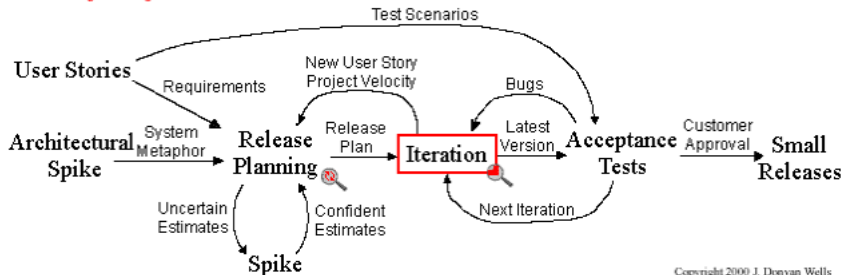 Test Scenarios
User Stories
Requirements
New User Story
Project Velocity
Bugs
Architectural
Spike
System
Metaphor
Release
Planning
Release
Plan
Iteration
Latest
Version
Acceptance
Tests
Customer
Approval
Small
Releases
Uncertain
Estimates
Confident
Estimates
Next Iteration
Spike
Copyright 2000 J. Donvan Wells